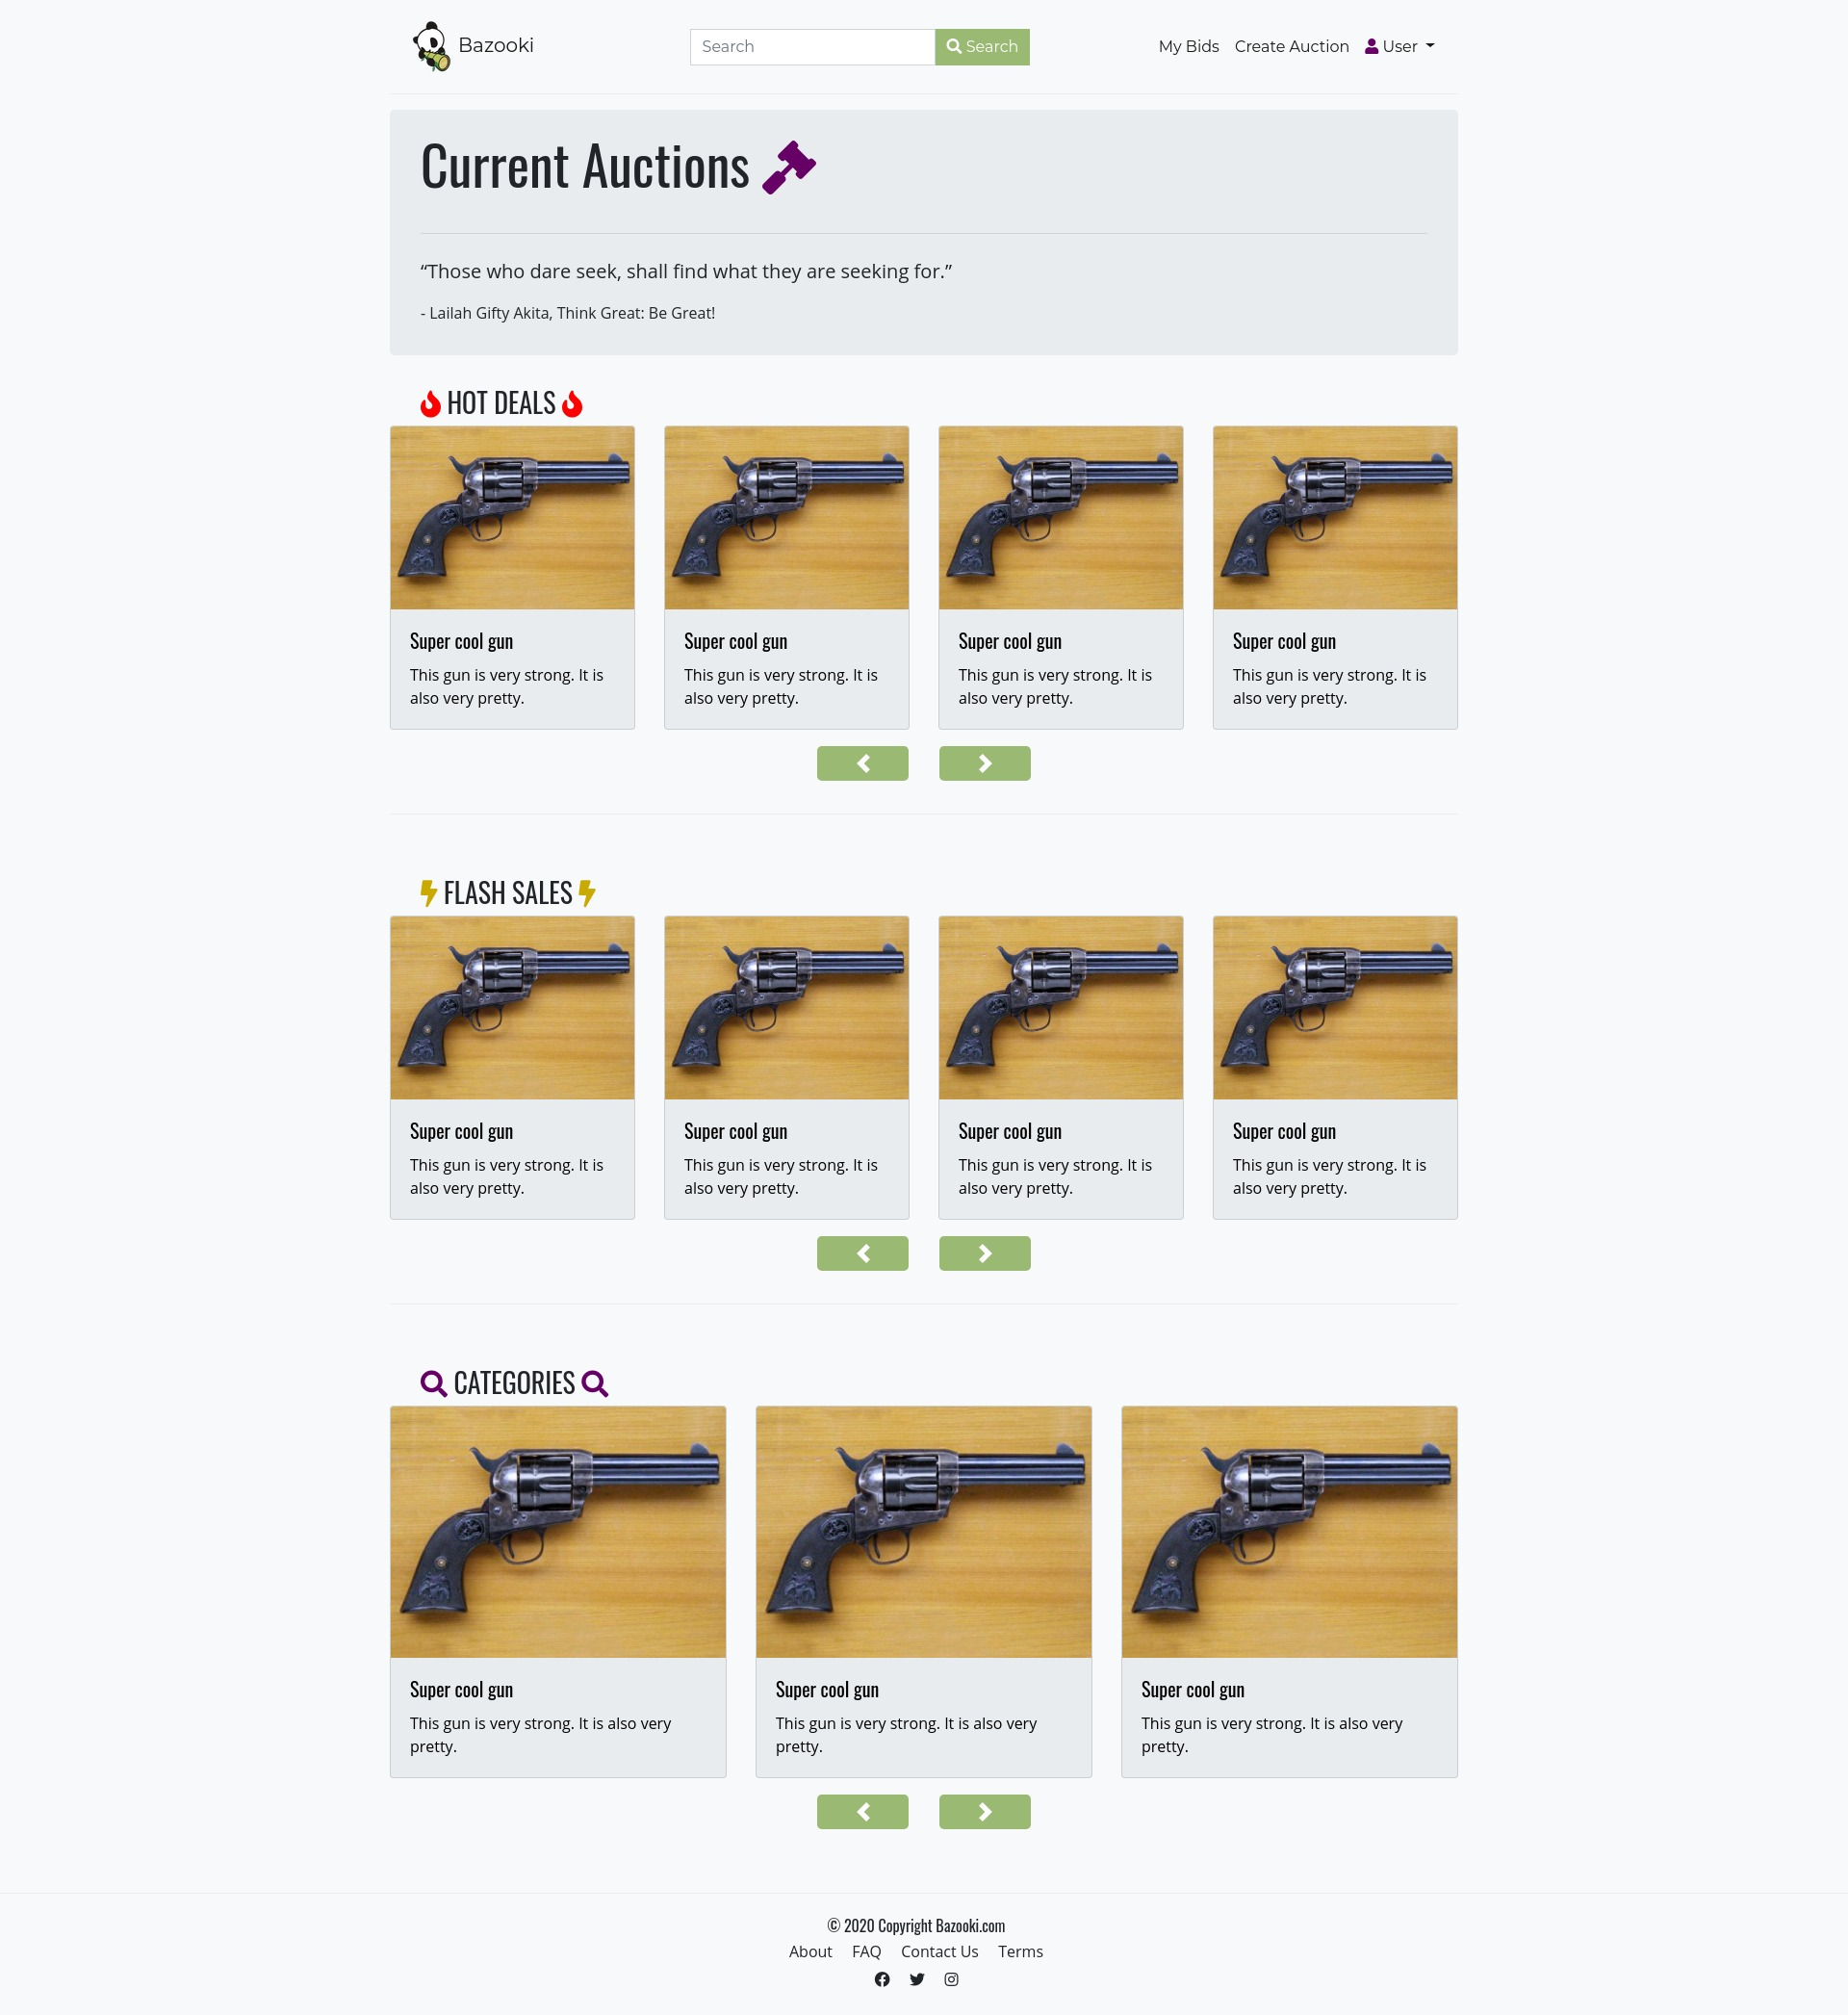 Bazooki
Search
Search
My Bids
Create Auction
User
Current Auctions
“Those who dare seek, shall find what they are seeking for.”
- Lailah Gifty Akita, Think Great: Be Great!
HOT DEALS
Super cool gun
This gun is very strong. It is
also very pretty.
Super cool gun
This gun is very strong. It is
also very pretty.
Super cool gun
This gun is very strong. It is
also very pretty.
Super cool gun
This gun is very strong. It is
also very pretty.
FLASH SALES
Super cool gun
This gun is very strong. It is
also very pretty.
Super cool gun
This gun is very strong. It is
also very pretty.
Super cool gun
This gun is very strong. It is
also very pretty.
Super cool gun
This gun is very strong. It is
also very pretty.
CATEGORIES
Super cool gun
This gun is very strong. It is also very
pretty.
Super cool gun
This gun is very strong. It is also very
pretty.
Super cool gun
This gun is very strong. It is also very
pretty.
© 2020 Copyright Bazooki.com
About FAQ Contact Us Terms